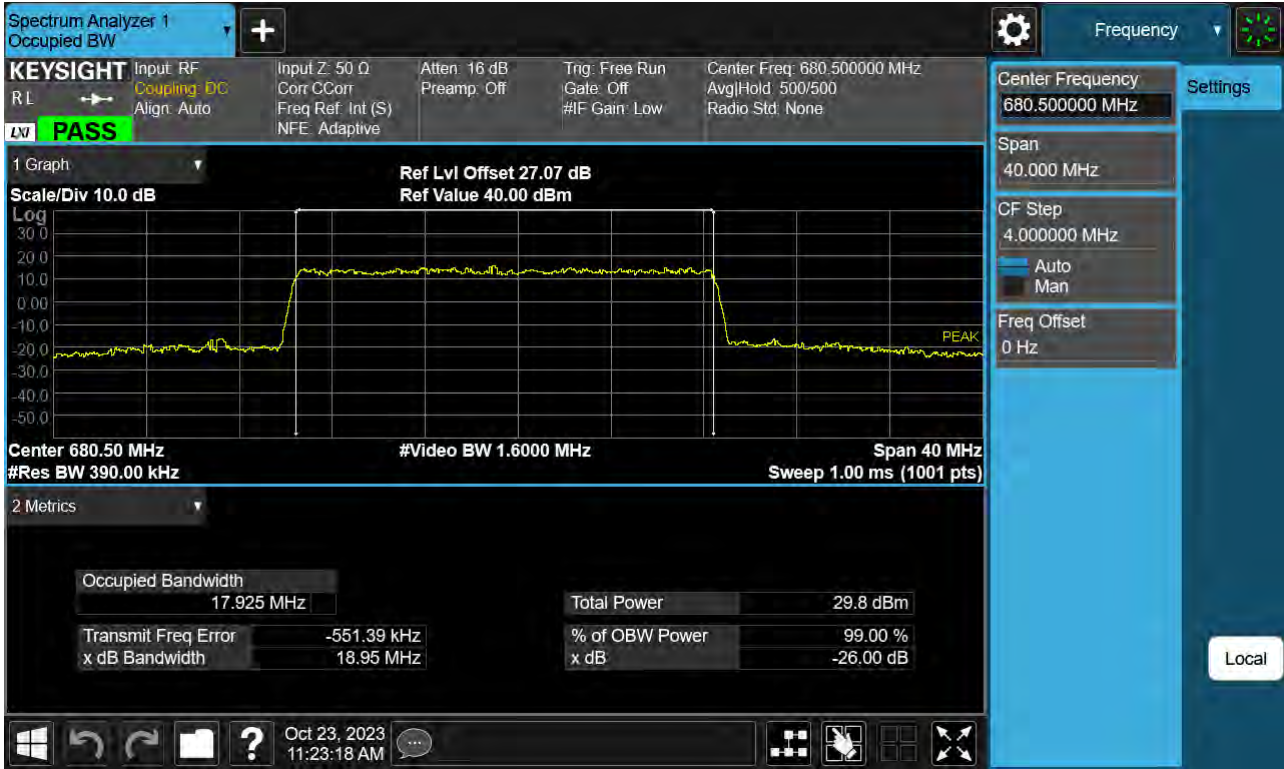 Spectrum Analyzer 1
Occupied BW
+
Frequency
KEYSIGHT
RL
LXI
PASS
Input: RF
Coupling: DC
Align: Auto
Input Z: 50 Ω
Corr CCorr
Freq Ref: Int (S)
NFE: Adaptive
Atten: 16 dB
Preamp: Off
Trig: Free Run
Gate: Off
#IF Gain: Low
Center Freq: 680.500000 MHz
Avg|Hold: 500/500
Radio Std: None
Center Frequency
680.500000 MHz
Settings
Span
40.000 MHz
CF Step
4.000000 MHz
Auto
Man
Freq Offset
0 Hz
1 Graph
Scale/Div 10.0 dB
Ref Lvl Offset 27.07 dB
Ref Value 40.00 dBm
Log
30.0
20.0
10.0
0.00
-10.0
-20.0
-30.0
-40.0
-50.0
PEAK
Center 680.50 MHz
#Video BW 1.6000 MHz
Span 40 MHz
#Res BW 390.00 kHz
Sweep 1.00 ms (1001 pts)
2 Metrics
Occupied Bandwidth
17.925 MHz
Total Power 29.8 dBm
Transmit Freq Error -551.39 kHz
% of OBW Power 99.00 %
x dB Bandwidth 18.95 MHz
x dB -26.00 dB
Local
?
Oct 23, 2023
11:23:18 AM